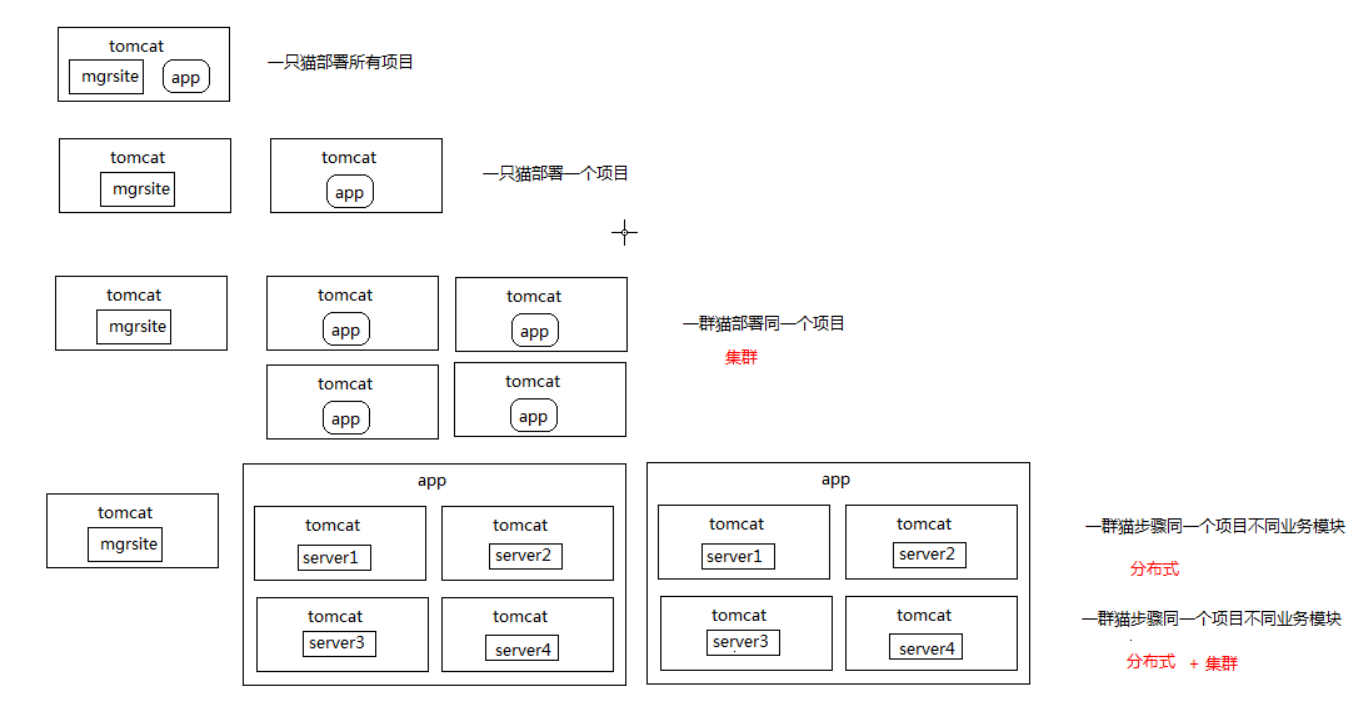 tomcat
mgrsite app
一只猫部署所有项目
tomcat
mgrsite
tomcat
app
一只猫部署一个项目
tomcat
mgrsite
tomcat
app
tomcat
app
tomcat
app
tomcat
app
一群猫部署同一个项目
集群
tomcat
mgrsite
app
tomcat
server1
tomcat
server2
tomcat
server3
tomcat
server4
app
tomcat
server1
tomcat
server2
tomcat
server3
tomcat
server4
一群猫步骤同一个项目不同业务模块
分布式
一群猫步骤同一个项目不同业务模块
分布式 + 集群